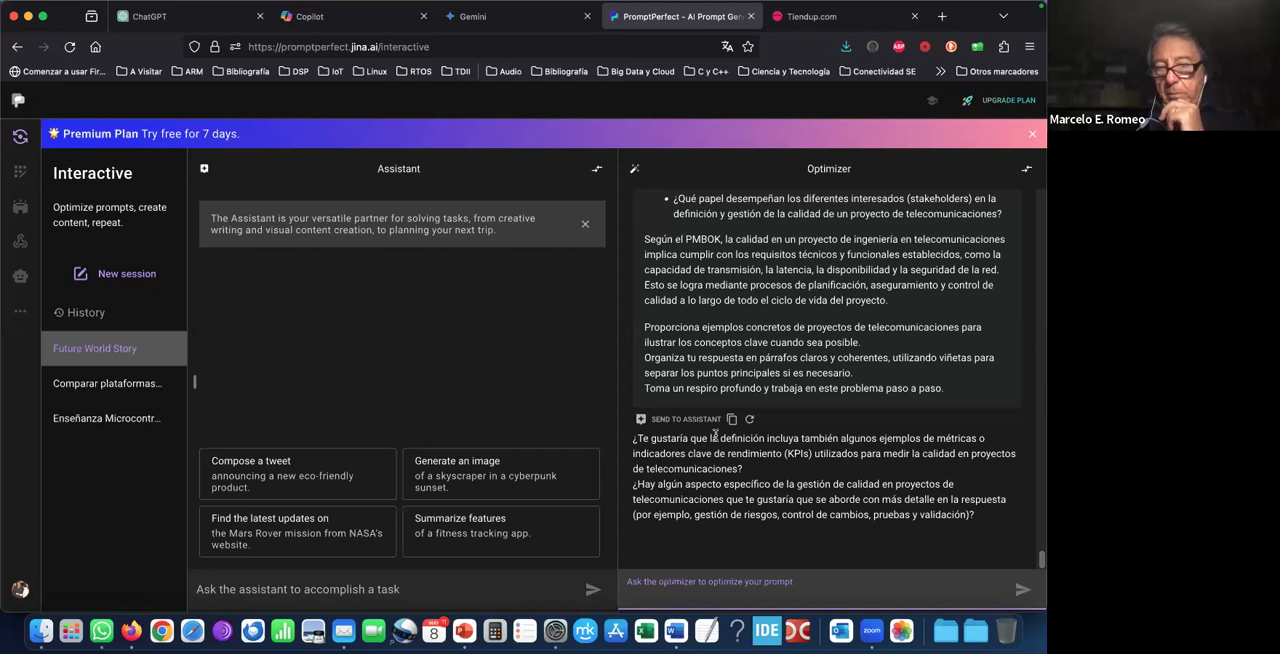 ChatGPT
Copilot
Gemini
PromptPerfect - AI Prompt Gen
Tiendup.com
https://promptperfect.jina.ai/interactive
ABP
Comenzar a usar Fir...
A Visitar
ARM
Bibliografía
DSP
IoT
Linux
RTOS
TDII
Audio
Bibliografía
Big Data y Cloud
C y C++
Ciencia y Tecnología
Conectividad SE
Otros marcadores
UPGRADE PLAN
Premium Plan Try free for 7 days.
Marcelo E. Romeo
Interactive
Optimize prompts, create
content, repeat.
New session
History
Future World Story
Comparar plataformas...
Enseñanza Microcontr...
Assistant
The Assistant is your versatile partner for solving tasks, from creative
writing and visual content creation, to planning your next trip.
Compose a tweet
announcing a new eco-friendly
product.
Generate an image
of a skyscraper in a cyberpunk
sunset.
Find the latest updates on
the Mars Rover mission from NASA's
website.
Summarize features
of a fitness tracking app.
Ask the assistant to accomplish a task
Optimizer
• ¿Qué papel desempeñan los diferentes interesados (stakeholders) en la
definición y gestión de la calidad de un proyecto de telecomunicaciones?
Según el PMBOK, la calidad en un proyecto de ingeniería en telecomunicaciones
implica cumplir con los requisitos técnicos y funcionales establecidos, como la
capacidad de transmisión, la latencia, la disponibilidad y la seguridad de la red.
Esto se logra mediante procesos de planificación, aseguramiento y control de
calidad a lo largo de todo el ciclo de vida del proyecto.
Proporciona ejemplos concretos de proyectos de telecomunicaciones para
ilustrar los conceptos clave cuando sea posible.
Organiza tu respuesta en párrafos claros y coherentes, utilizando viñetas para
separar los puntos principales si es necesario.
Toma un respiro profundo y trabaja en este problema paso a paso.
SEND TO ASSISTANT
¿Te gustaría que la definición incluya también algunos ejemplos de métricas o
indicadores clave de rendimiento (KPIs) utilizados para medir la calidad en proyectos
de telecomunicaciones?
¿Hay algún aspecto específico de la gestión de calidad en proyectos de
telecomunicaciones que te gustaría que se aborde con más detalle en la respuesta
(por ejemplo, gestión de riesgos, control de cambios, pruebas y validación)?
Ask the optimizer to optimize your prompt
MAY
8
mk
IDE
zoom